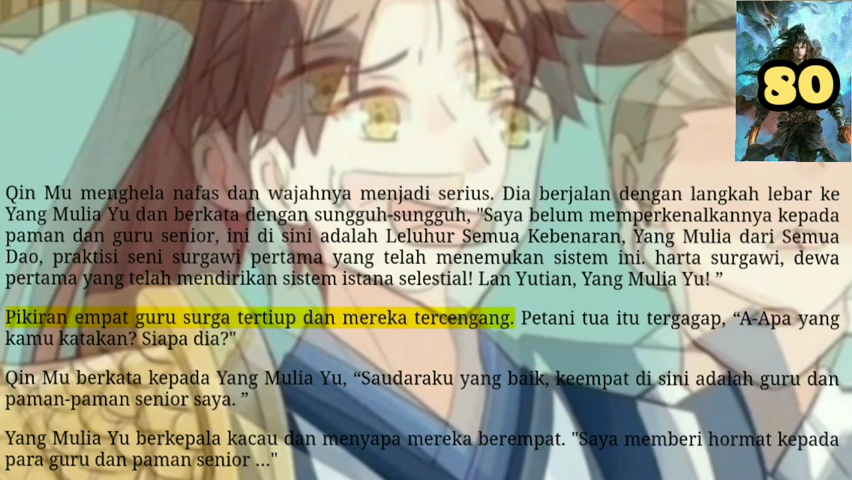 80
Qin Mu menghela nafas dan wajahnya menjadi serius. Dia berjalan dengan langkah lebar ke
Yang Mulia Yu dan berkata dengan sungguh-sungguh, "Saya belum memperkenalkannya kepada
paman dan guru senior, ini di sini adalah Leluhur Semua Kebenaran, Yang Mulia dari Semua
Dao, praktisi seni surgawi pertama yang telah menemukan sistem ini. harta surgawi, dewa
pertama yang telah mendirikan sistem istana selestial! Lan Yutian, Yang Mulia Yu! ”
Pikiran empat guru surga tertiup dan mereka tercengang. Petani tua itu tergagap, “A-Apa yang
kamu katakan? Siapa dia?"
Qin Mu berkata kepada Yang Mulia Yu, “Saudaraku yang baik, keempat di sini adalah guru dan
paman-paman senior saya. ”
Yang Mulia Yu berkepala kacau dan menyapa mereka berempat. "Saya memberi hormat kepada
para guru dan paman senior ..."